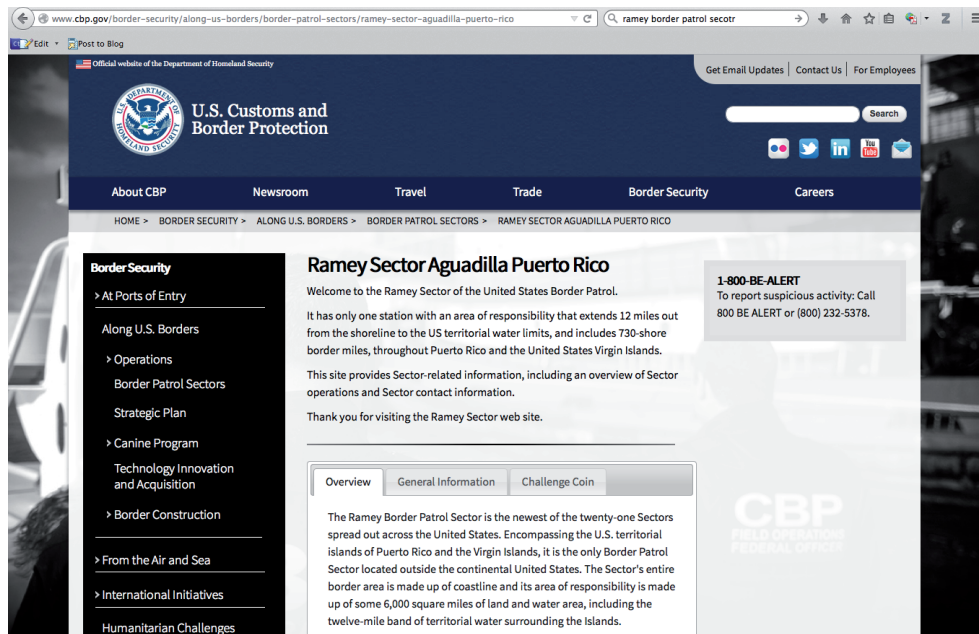 www.cbp.gov/border-security/along-us-borders/border-patrol-sectors/ramey-sector-aguadilla-puerto-rico
ramey border patrol secotr
Edit
Post to Blog
Official website of the Department of Homeland Security
Get Email Updates | Contact Us | For Employees
U.S. DEPARTMENT OF HOMELAND SECURITY
U.S. Customs and
Border Protection
Search
in
You
Tube
About CBP Newsroom Travel Trade Border Security Careers
HOME > BORDER SECURITY > ALONG U.S. BORDERS > BORDER PATROL SECTORS > RAMEY SECTOR AGUADILLA PUERTO RICO
Border Security
> At Ports of Entry
Along U.S. Borders
> Operations
Border Patrol Sectors
Strategic Plan
> Canine Program
Technology Innovation
and Acquisition
> Border Construction
> From the Air and Sea
> International Initiatives
Humanitarian Challenges
Ramey Sector Aguadilla Puerto Rico
Welcome to the Ramey Sector of the United States Border Patrol.
It has only one station with an area of responsibility that extends 12 miles out
from the shoreline to the US territorial water limits, and includes 730-shore
border miles, throughout Puerto Rico and the United States Virgin Islands.
This site provides Sector-related information, including an overview of Sector
operations and Sector contact information.
Thank you for visiting the Ramey Sector web site.
1-800-BE-ALERT
To report suspicious activity: Call
800 BE ALERT or (800) 232-5378.
Overview General Information Challenge Coin
The Ramey Border Patrol Sector is the newest of the twenty-one Sectors
spread out across the United States. Encompassing the U.S. territorial
islands of Puerto Rico and the Virgin Islands, it is the only Border Patrol
Sector located outside the continental United States. The Sector's entire
border area is made up of coastline and its area of responsibility is made
up of some 6,000 square miles of land and water area, including the
twelve-mile band of territorial water surrounding the Islands.
CBP
FIELD OPERATIONS
FEDERAL OFFICER